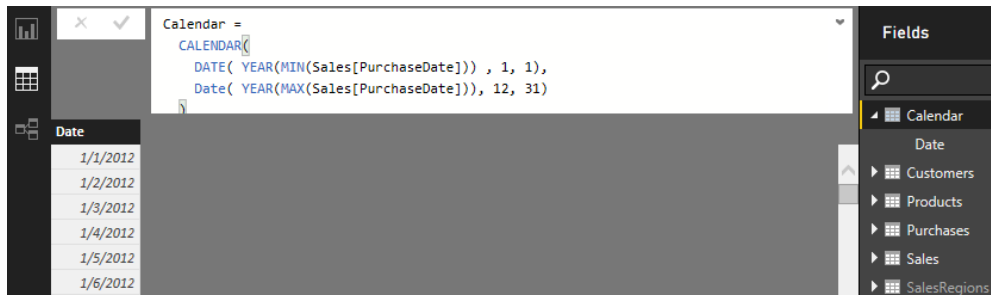 Calendar =
CALENDAR(
DATE( YEAR(MIN(Sales[PurchaseDate])) , 1, 1),
Date( YEAR(MAX(Sales[PurchaseDate])), 12, 31)
)
Date
1/1/2012
1/2/2012
1/3/2012
1/4/2012
1/5/2012
1/6/2012
Fields
Calendar
Date
Customers
Products
Purchases
Sales
SalesRegions